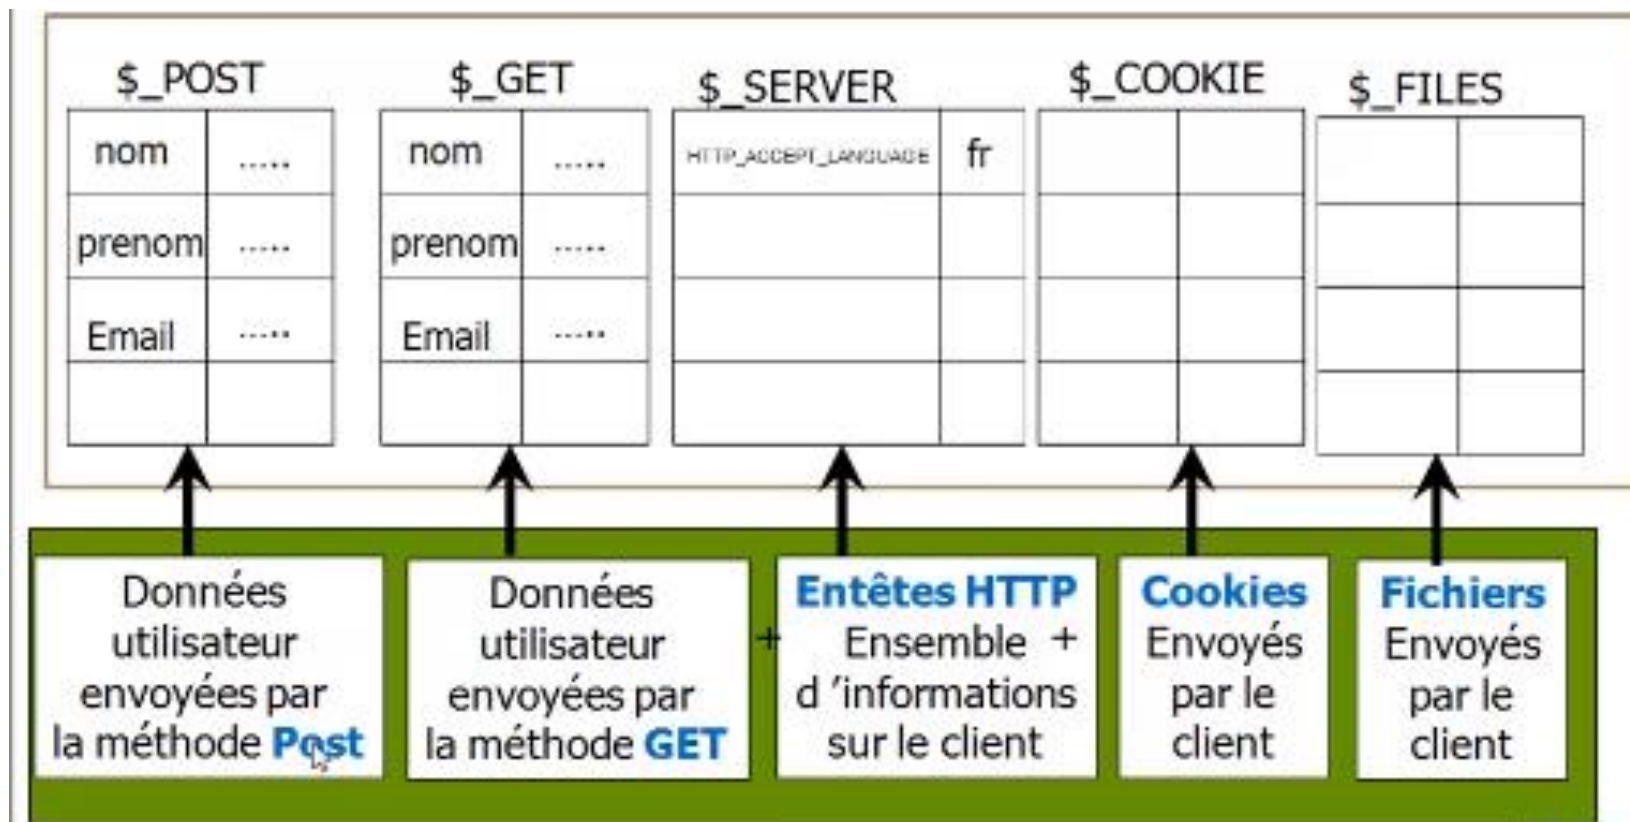 $_POST
nom .....
prenom .....
Email .....
$_GET
nom .....
prenom .....
Email .....
$_SERVER
HTTP_ACCEPT_LANGUAGE fr
$_COOKIE
$_FILES
Données
utilisateur
envoyées par
la méthode Post
Données
utilisateur
envoyées par
la méthode GET
+
Entêtes HTTP
Ensemble +
d 'informations
sur le client
Cookies
Envoyés
par le
client
Fichiers
Envoyés
par le
client